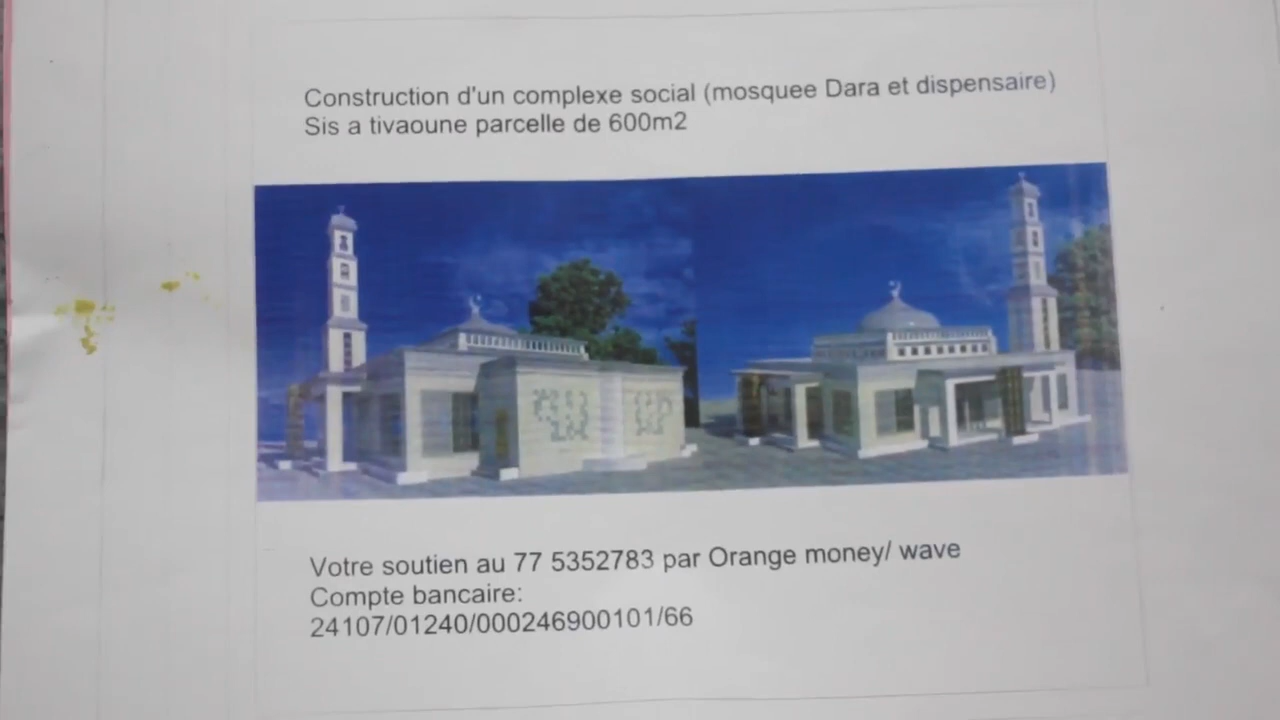 Construction d'un complexe social (mosquee Dara et dispensaire)
Sis a tivaoune parcelle de 600m2
Votre soutien au 77 5352783 par Orange money/ wave
Compte bancaire:
24107/01240/000246900101/66